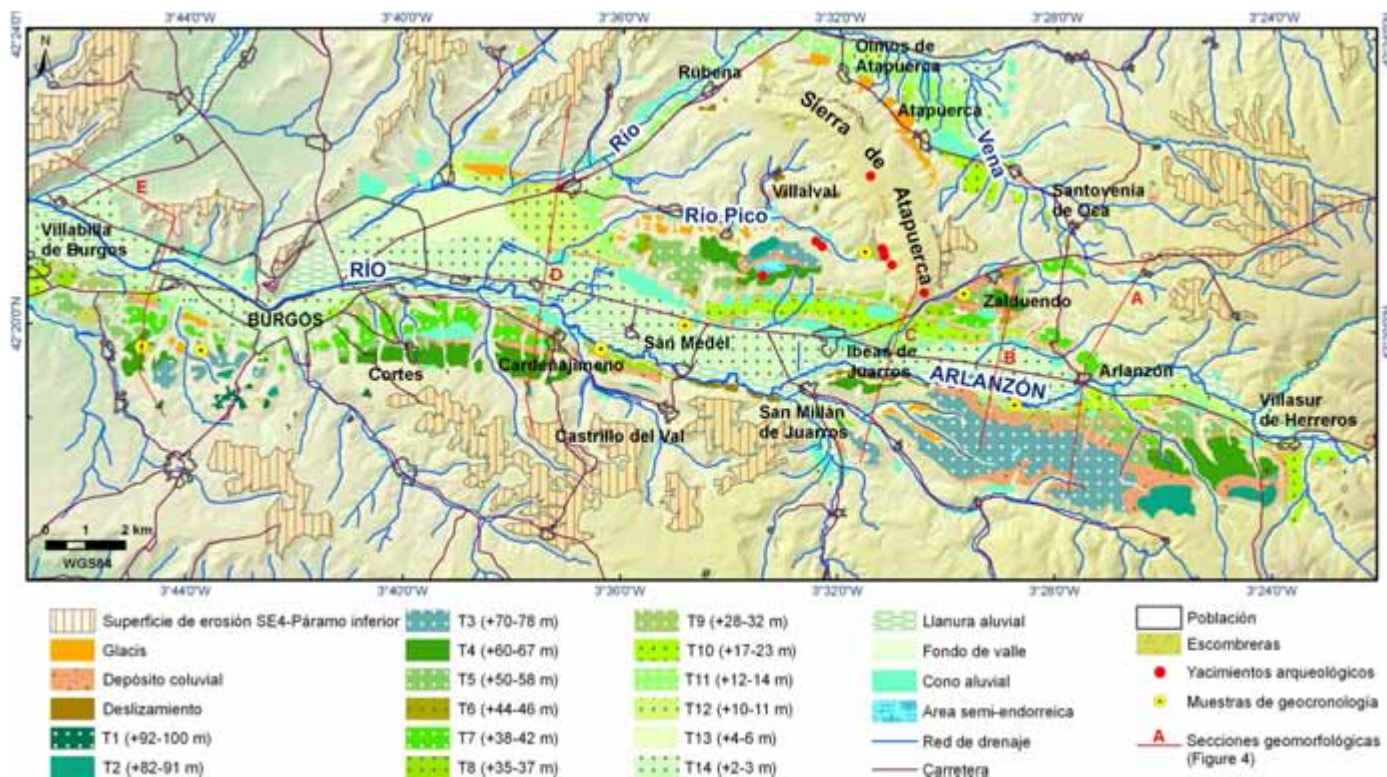 3°44'0"W 3°40'0"W 3°36'0"W 3°32'0"W 3°28'0"W 3°24'0"W
42°24'0"
N
Olmos de
Atapuerca
Rubena
Atapuerca
Sierra
de
Atapuerca
Río
Vena
E
Villalval
Santovenia
de Oca
Río Pico
Villabilla
de Burgos
RÍO
D
A
Zalduendo
42°20'0"N
BURGOS
C
San Medel
Cardeñajimeno
Ibeas de
Juarros
B
Cortes
ARLANZÓN
Arlanzón
San Millán
de Juarros
Villasur
de Herreros
Castrillo del Val
0 1 2 km
WGS84
3°44'0"W 3°40'0"W 3°36'0"W 3°32'0"W 3°28'0"W 3°24'0"W
Superficie de erosión SE4-Páramo inferior
Glacis
Depósito coluvial
Deslizamiento
T1 (+92-100 m)
T2 (+82-91 m)
T3 (+70-78 m)
T4 (+60-67 m)
T5 (+50-58 m)
T6 (+44-46 m)
T7 (+38-42 m)
T8 (+35-37 m)
T9 (+28-32 m)
T10 (+17-23 m)
T11 (+12-14 m)
T12 (+10-11 m)
T13 (+4-6 m)
T14 (+2-3 m)
Llanura aluvial
Fondo de valle
Cono aluvial
Area semi-endorreica
Red de drenaje
Carretera
Población
Escombreras
Yacimientos arqueológicos
Muestras de geocronología
A Secciones geomorfológicas
(Figure 4)